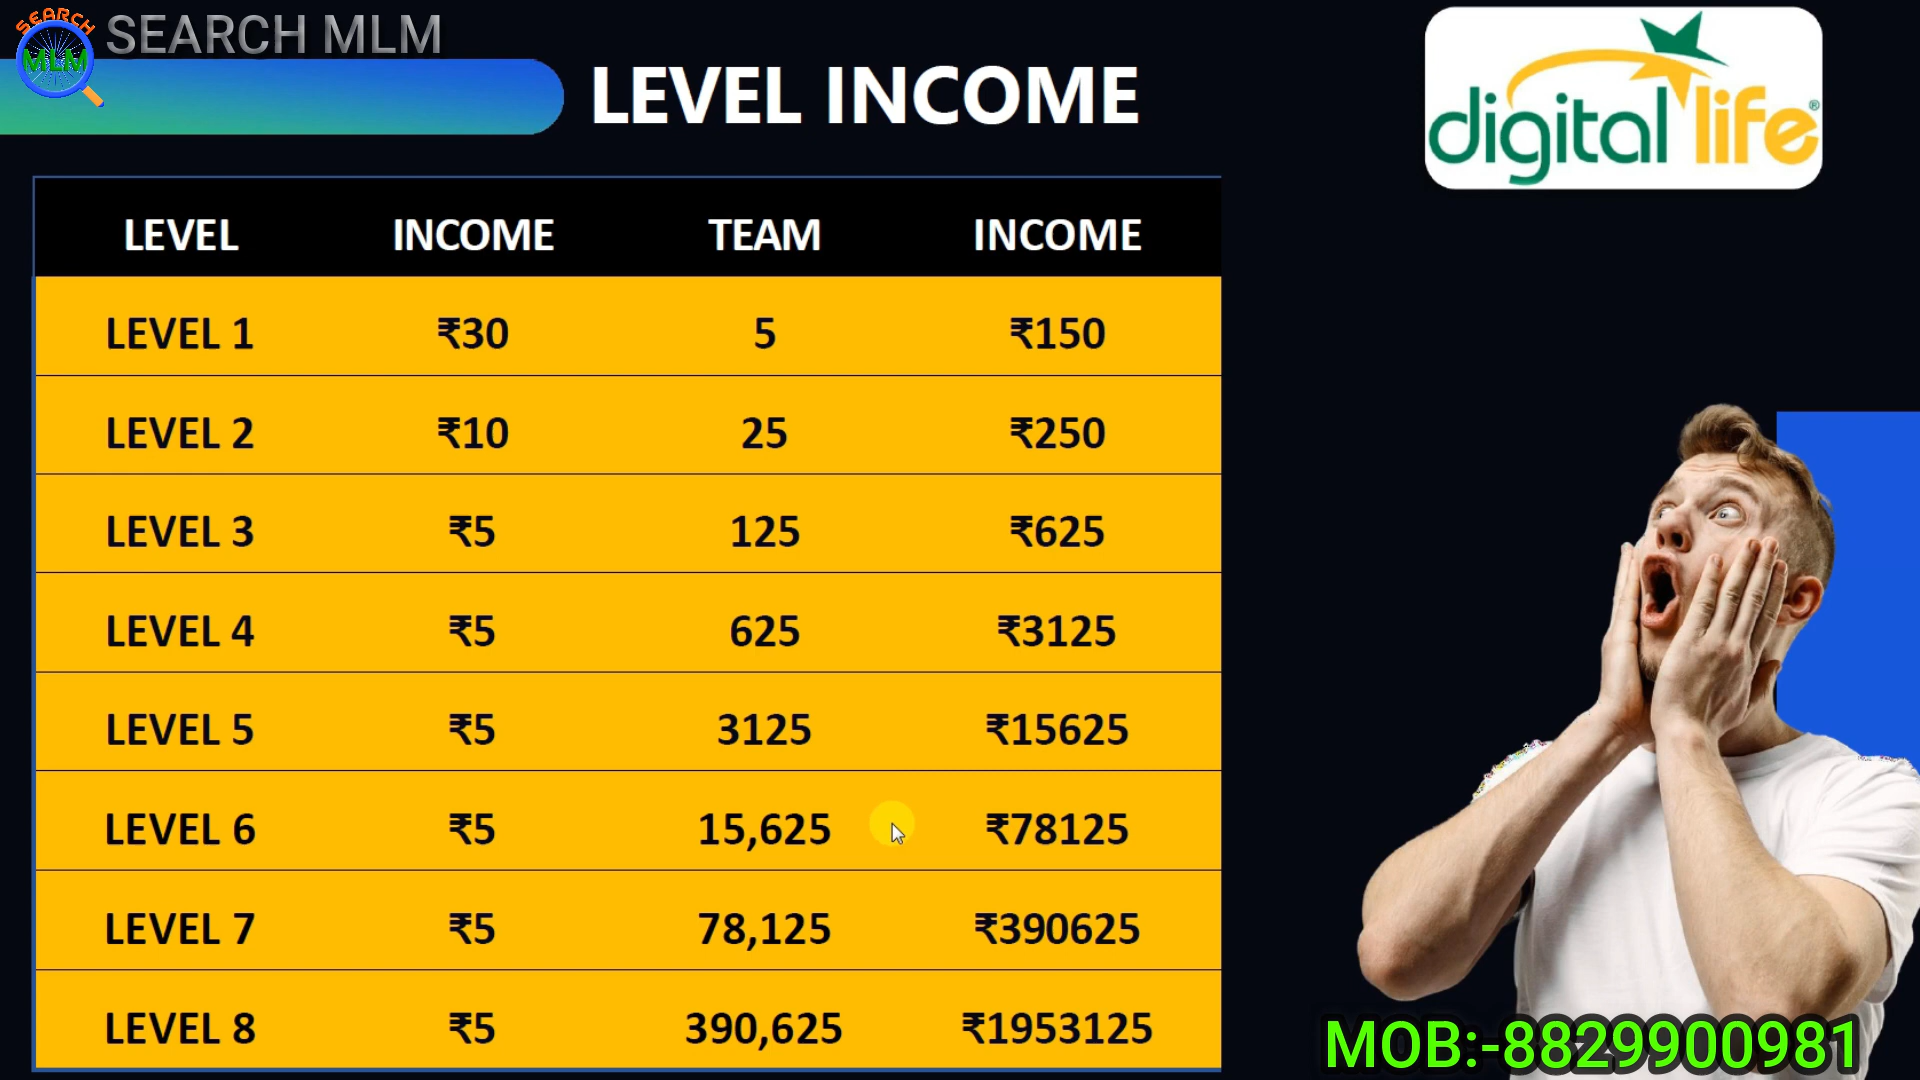 SEARCH
MLM
SEARCH MLM
LEVEL INCOME
digital life®
LEVEL INCOME TEAM INCOME
LEVEL 1 ₹30 5 ₹150
LEVEL 2 ₹10 25 ₹250
LEVEL 3 ₹5 125 ₹625
LEVEL 4 ₹5 625 ₹3125
LEVEL 5 ₹5 3125 ₹15625
LEVEL 6 ₹5 15,625 ₹78125
LEVEL 7 ₹5 78,125 ₹390625
LEVEL 8 ₹5 390,625 ₹1953125
MOB:-8829900981